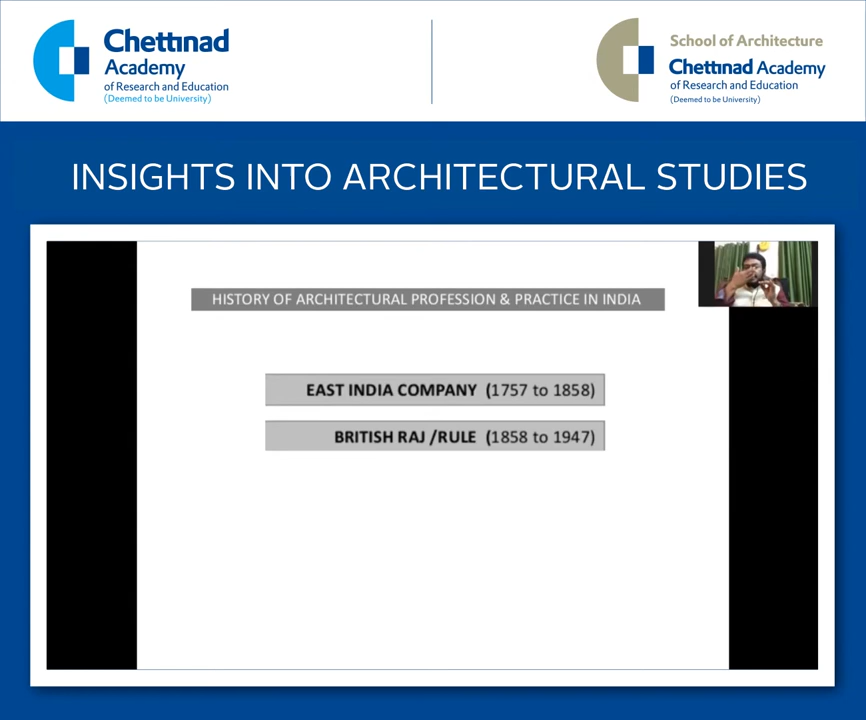 Chettinad
Academy
of Research and Education
(Deemed to be University)
School of Architecture
Chettinad Academy
of Research and Education
(Deemed to be University)
INSIGHTS INTO ARCHITECTURAL STUDIES
HISTORY OF ARCHITECTURAL PROFESSION & PRACTICE IN INDIA
EAST INDIA COMPANY (1757 to 1858)
BRITISH RAJ /RULE (1858 to 1947)